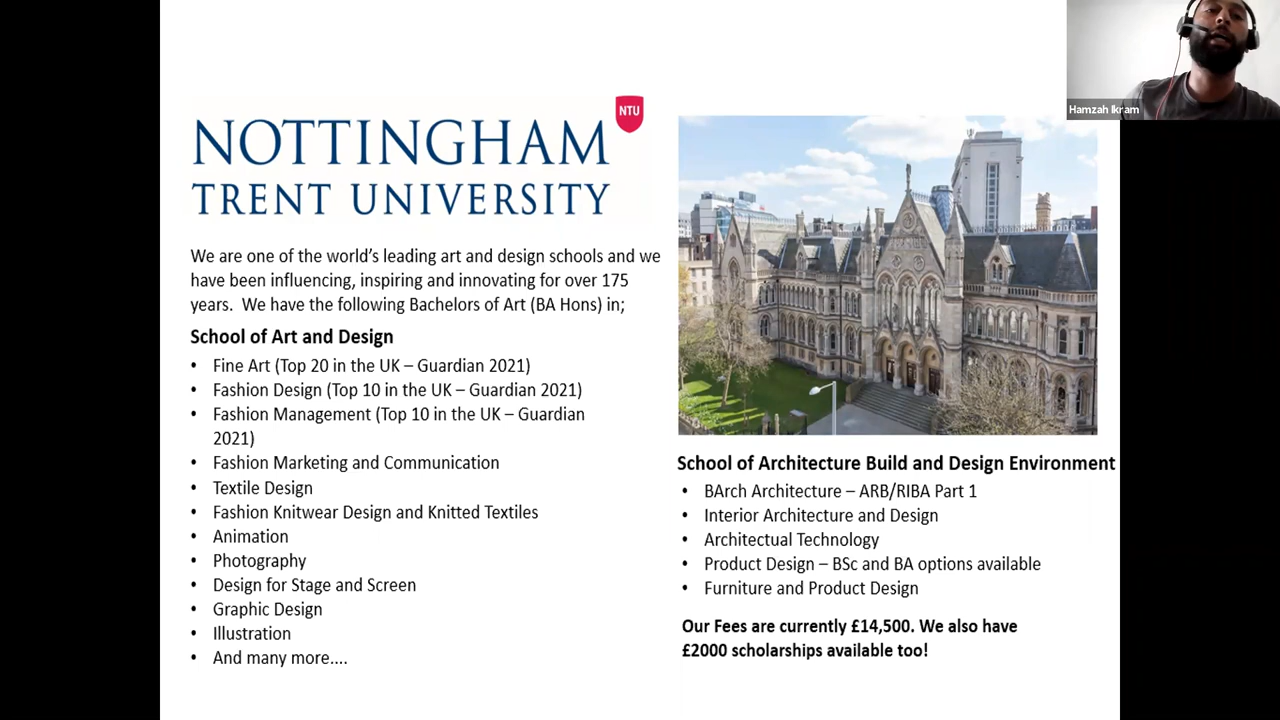 Hamzah Ikram
NTU
NOTTINGHAM
TRENT UNIVERSITY
We are one of the world's leading art and design schools and we
have been influencing, inspiring and innovating for over 175
years.  We have the following Bachelors of Art (BA Hons) in;
School of Art and Design
• Fine Art (Top 20 in the UK – Guardian 2021)
• Fashion Design (Top 10 in the UK – Guardian 2021)
• Fashion Management (Top 10 in the UK – Guardian
2021)
• Fashion Marketing and Communication
• Textile Design
• Fashion Knitwear Design and Knitted Textiles
• Animation
• Photography
• Design for Stage and Screen
• Graphic Design
• Illustration
• And many more....
School of Architecture Build and Design Environment
• BArch Architecture – ARB/RIBA Part 1
• Interior Architecture and Design
• Architectual Technology
• Product Design – BSc and BA options available
• Furniture and Product Design
Our Fees are currently £14,500. We also have
£2000 scholarships available too!